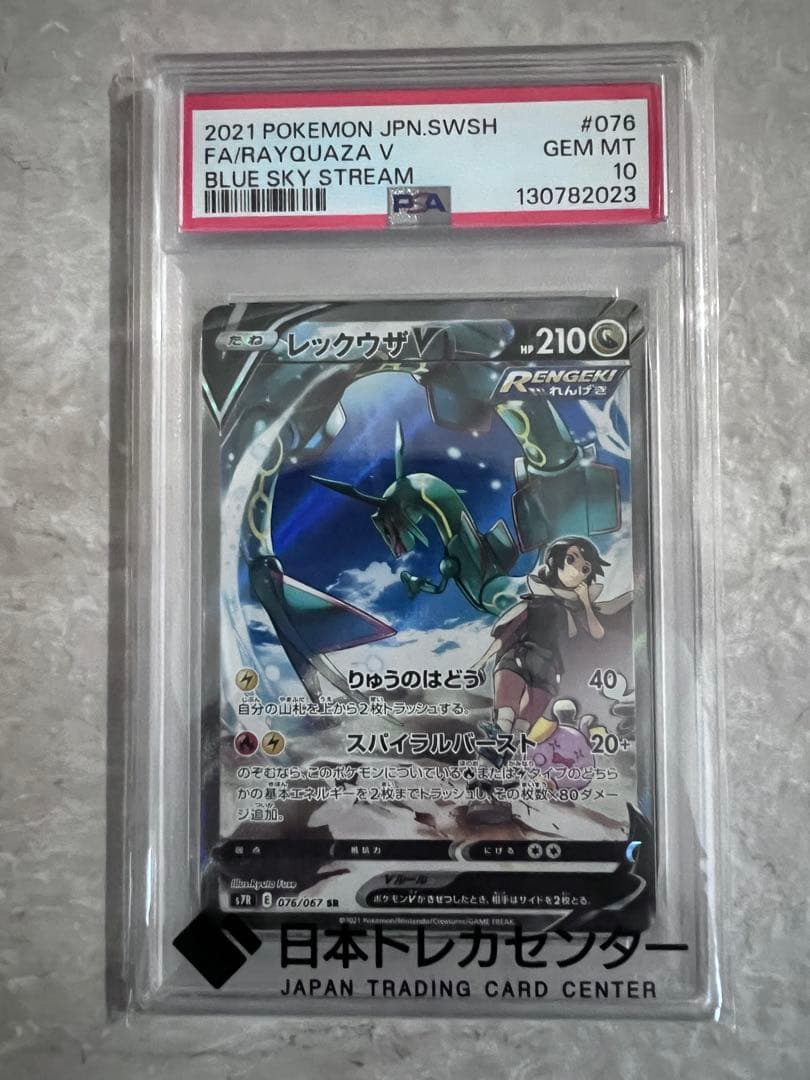 2021 POKEMON JPN.SWSH #076
FA/RAYQUAZA V GEM MT
BLUE SKY STREAM 10
PSA 130782023
たね レックウザV HP 210
RENGEKI
れんげき
りゅうのはどう 40
自分の山札を上から2枚トラッシュする。
スパイラルバースト 20+
のぞむなら、このポケモンについている または タイプのどちら
かの基本エネルギーを2枚までトラッシュし、その枚数×80ダメー
ジ追加。
弱点 抵抗力 にげる
Illus. Ryuta Fuse Vルール
s7R E 076/067 SR ポケモンVがきぜつしたとき、相手はサイドを2枚とる。
©2021 Pokémon/Nintendo/Creatures/GAME FREAK.
日本トレカセンター
JAPAN TRADING CARD CENTER